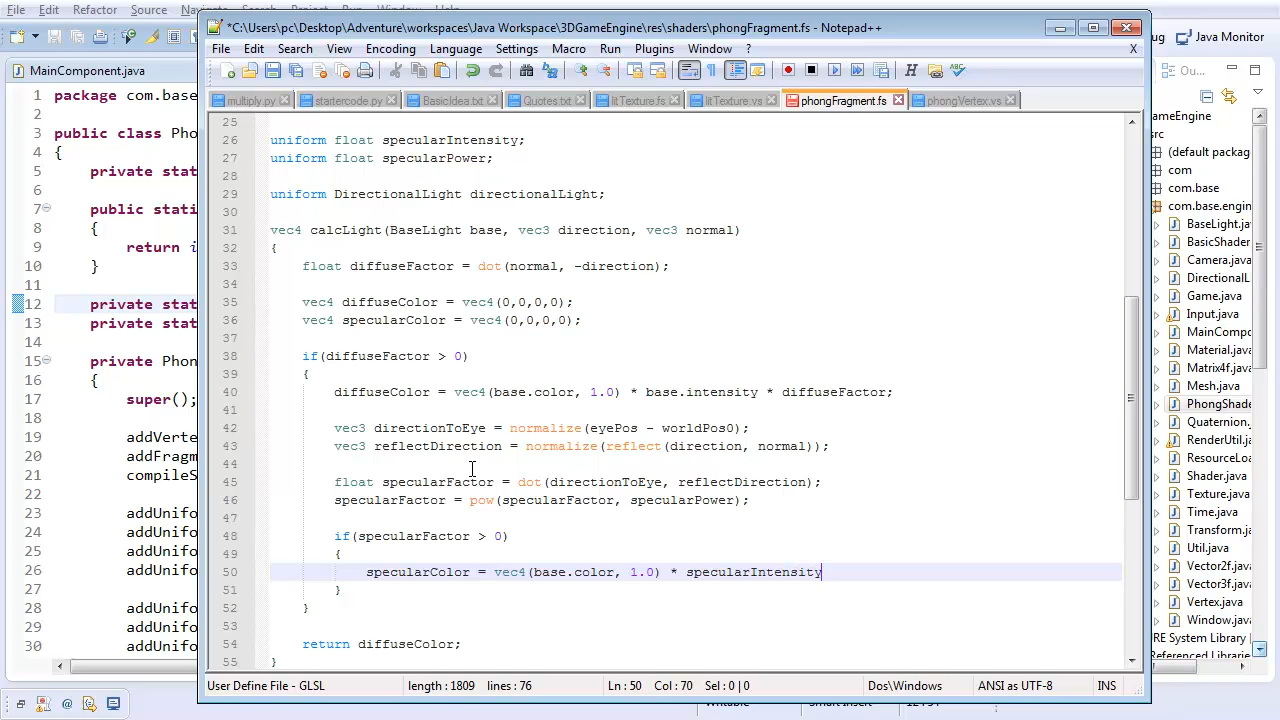 File Edit Refactor Source Navigate Search Project Run Window Help
*C:\Users\pc\Desktop\Adventure\workspaces\Java Workspace\3DGameEngine\res\shaders\phongFragment.fs - Notepad++
File Edit Search View Encoding Language Settings Macro Run Plugins Window ? X
multiply.py startercode.py BasicIdea.txt Quotes.txt litTexture.fs litTexture.vs phongFragment.fs phongVertex.vs
25
26 uniform float specularIntensity;
27 uniform float specularPower;
28
29 uniform DirectionalLight directionalLight;
30
31 vec4 calcLight(BaseLight base, vec3 direction, vec3 normal)
32 {
33 float diffuseFactor = dot(normal, -direction);
34
35 vec4 diffuseColor = vec4(0,0,0,0);
36 vec4 specularColor = vec4(0,0,0,0);
37
38 if(diffuseFactor > 0)
39 {
40 diffuseColor = vec4(base.color, 1.0) * base.intensity * diffuseFactor;
41
42 vec3 directionToEye = normalize(eyePos - worldPos0);
43 vec3 reflectDirection = normalize(reflect(direction, normal));
44
45 float specularFactor = dot(directionToEye, reflectDirection);
46 specularFactor = pow(specularFactor, specularPower);
47
48 if(specularFactor > 0)
49 {
50 specularColor = vec4(base.color, 1.0) * specularIntensity
51 }
52 }
53
54 return diffuseColor;
55 }
User Define File - GLSL length : 1809 lines : 76 Ln : 50 Col : 70 Sel : 0 | 0 Dos\Windows ANSI as UTF-8 INS
MainComponent.java
1 package com.base
2
3 public class Pho
4 {
5 private stat
6
7 public stati
8 {
9 return i
10 }
11
12 private stat
13 private stat
14
15 private Phon
16 {
17 super();
18
19 addVerte
20 addFragm
21 compileS
22
23 addUnifo
24 addUnifo
25 addUnifo
26 addUnifo
27 addUnifo
28 addUnifo
29 addUnifo
30 addUnifo
ug Java Monitor
Ou...
ameEngine
src
(default packag
com
com.base
com.base.engin
BaseLight.java
BasicShader
Camera.java
DirectionalL
Game.java
Input.java
MainCompo
Material.java
Matrix4f.java
Mesh.java
PhongShade
Quaternion.
RenderUtil.j
ResourceLoa
Shader.java
Texture.java
Time.java
Transform.ja
Util.java
Vector2f.java
Vector3f.java
Vertex.java
Window.java
RE System Library [